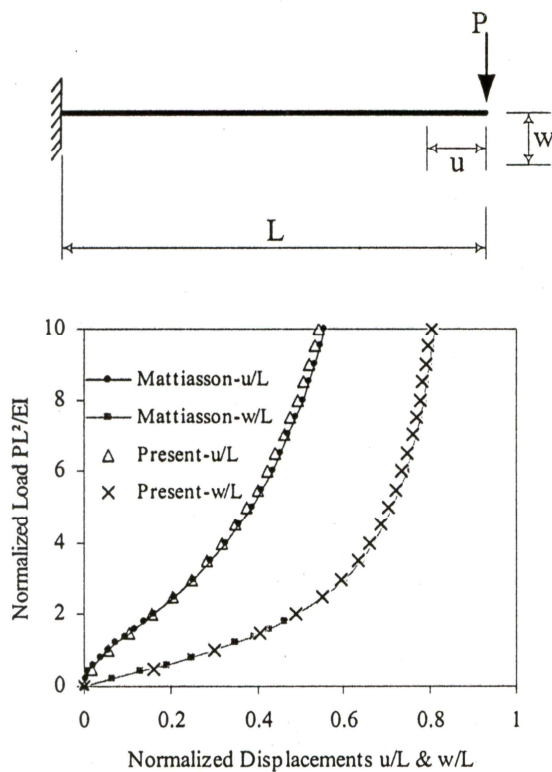 P
w
u
L
Normalized Load PL²/EI
10
8
6
4
2
0
Mattiasson-u/L
Mattiasson-w/L
Present-u/L
Present-w/L
0
0.2
0.4
0.6
0.8
1
Normalized Displacements u/L & w/L